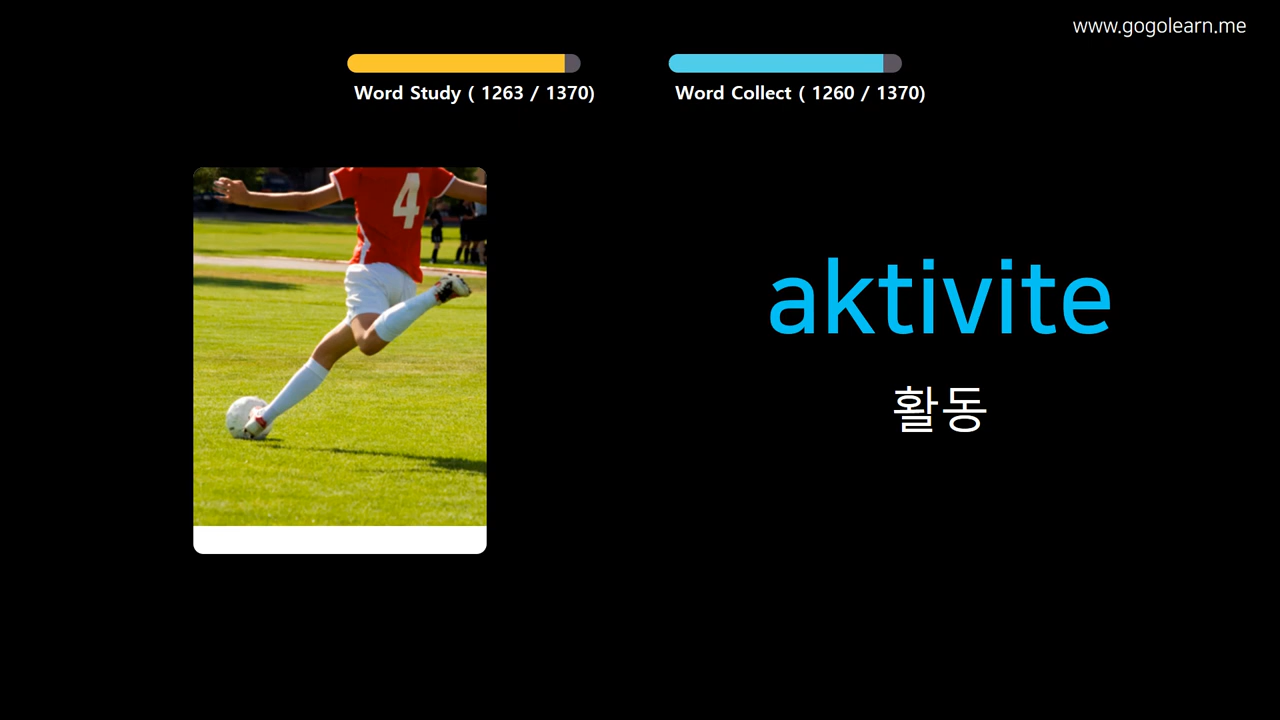 www.gogolearn.me
Word Study ( 1263 / 1370)
Word Collect ( 1260 / 1370)
4
aktivite
활동